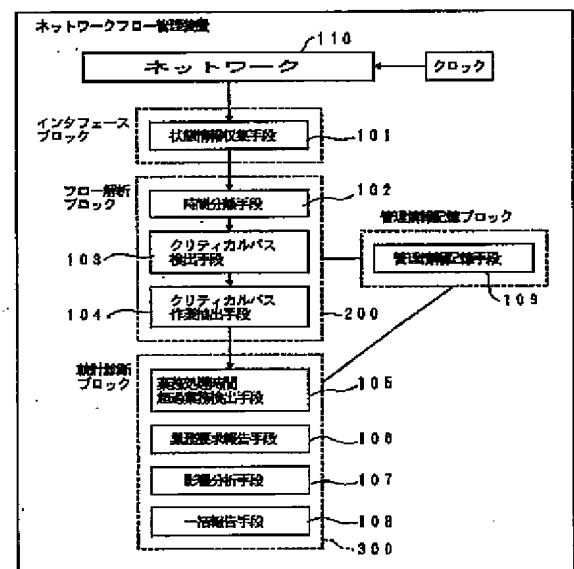 ネットワークフロー管理装置
110
ネットワーク
クロック
インタフェース
ブロック
状態情報収集手段
101
フロー解析
ブロック
時間分離手段
102
管理情報記憶ブロック
103
クリティカルパス
検出手段
管理情報記憶手段
109
104
クリティカルパス
作業抽出手段
200
統計診断
ブロック
業務処理時間
超過業務検出手段
105
業務要求報告手段
106
影響分析手段
107
一括報告手段
108
300